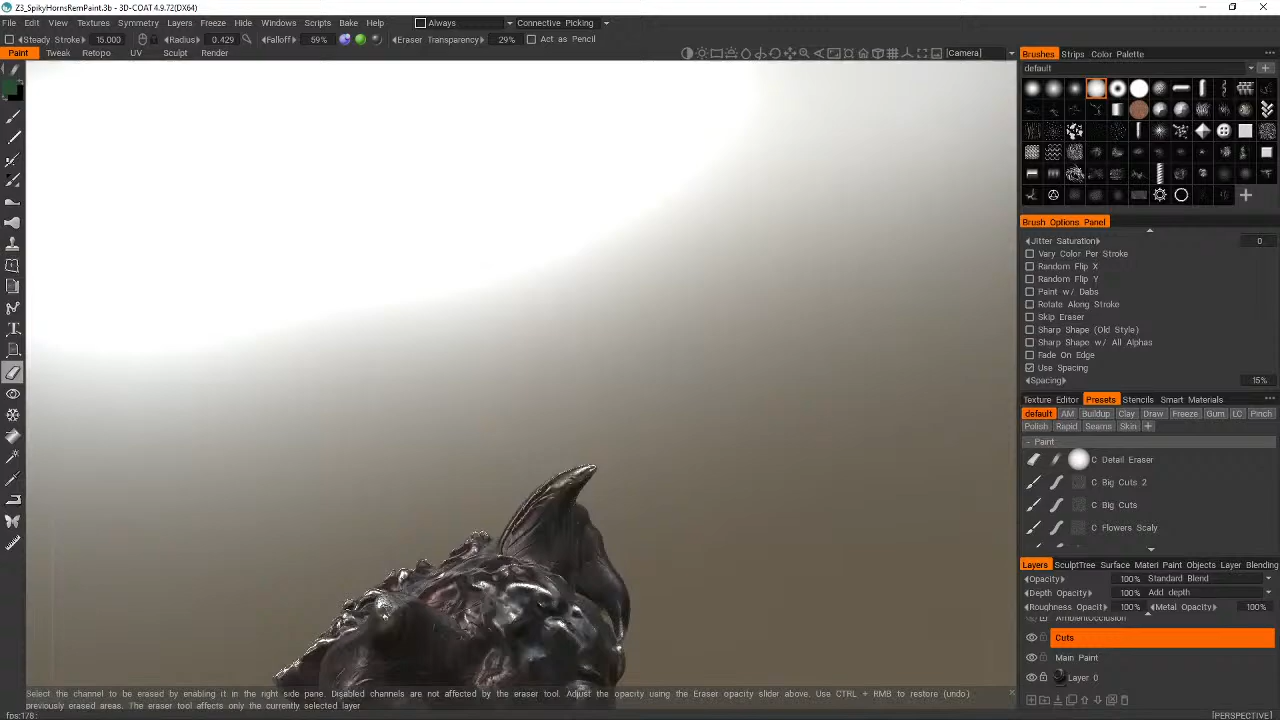 Z3_SpikyHornsRemPaint.3b - 3D-COAT 4.9.72(DX64)
File Edit View Textures Layers Freeze Hide Windows Scripts Bake Help Always Connective Picking
Steady Stroke 15.000 Radius 0.429 Falloff 59% Eraser Transparency 29% Act as Pencil
Paint Tweak Retopo UV Sculpt Render [Camera] Brushes Strips Color Palette
default
Brush Options Panel
Jitter Saturation 0
Vary Color Per Stroke
Random Flip X
Random Flip Y
Paint w/ Dabs
Rotate Along Stroke
Skip Eraser
Sharp Shape (Old Style)
Sharp Shape w/ All Alphas
Fade On Edge
Use Spacing
Spacing 15%
Texture Editor Presets Stencils Smart Materials
default AM Buildup Clay Draw Freeze Gum LC Pinch
Polish Rapid Seams Skin +
- Paint
C Detail Eraser
C Big Cuts 2
C Big Cuts
C Flowers Scaly
Layers SculptTree Surface Materi Paint Objects Layer Blending
Opacity 100% Standard Blend
Depth Opacity 100% Add depth
Roughness Opacit 100% Metal Opacity 100%
AmbientOcclusion
Cuts
Main Paint
Layer 0
Select the channel to be erased by enabling it in the right side pane. Disabled channels are not affected by the eraser tool. Adjust the opacity using the Eraser opacity slider above. Use CTRL + RMB to restore (undo)
previously erased areas. The eraser tool affects only the currently selected layer
fps:178; [PERSPECTIVE]